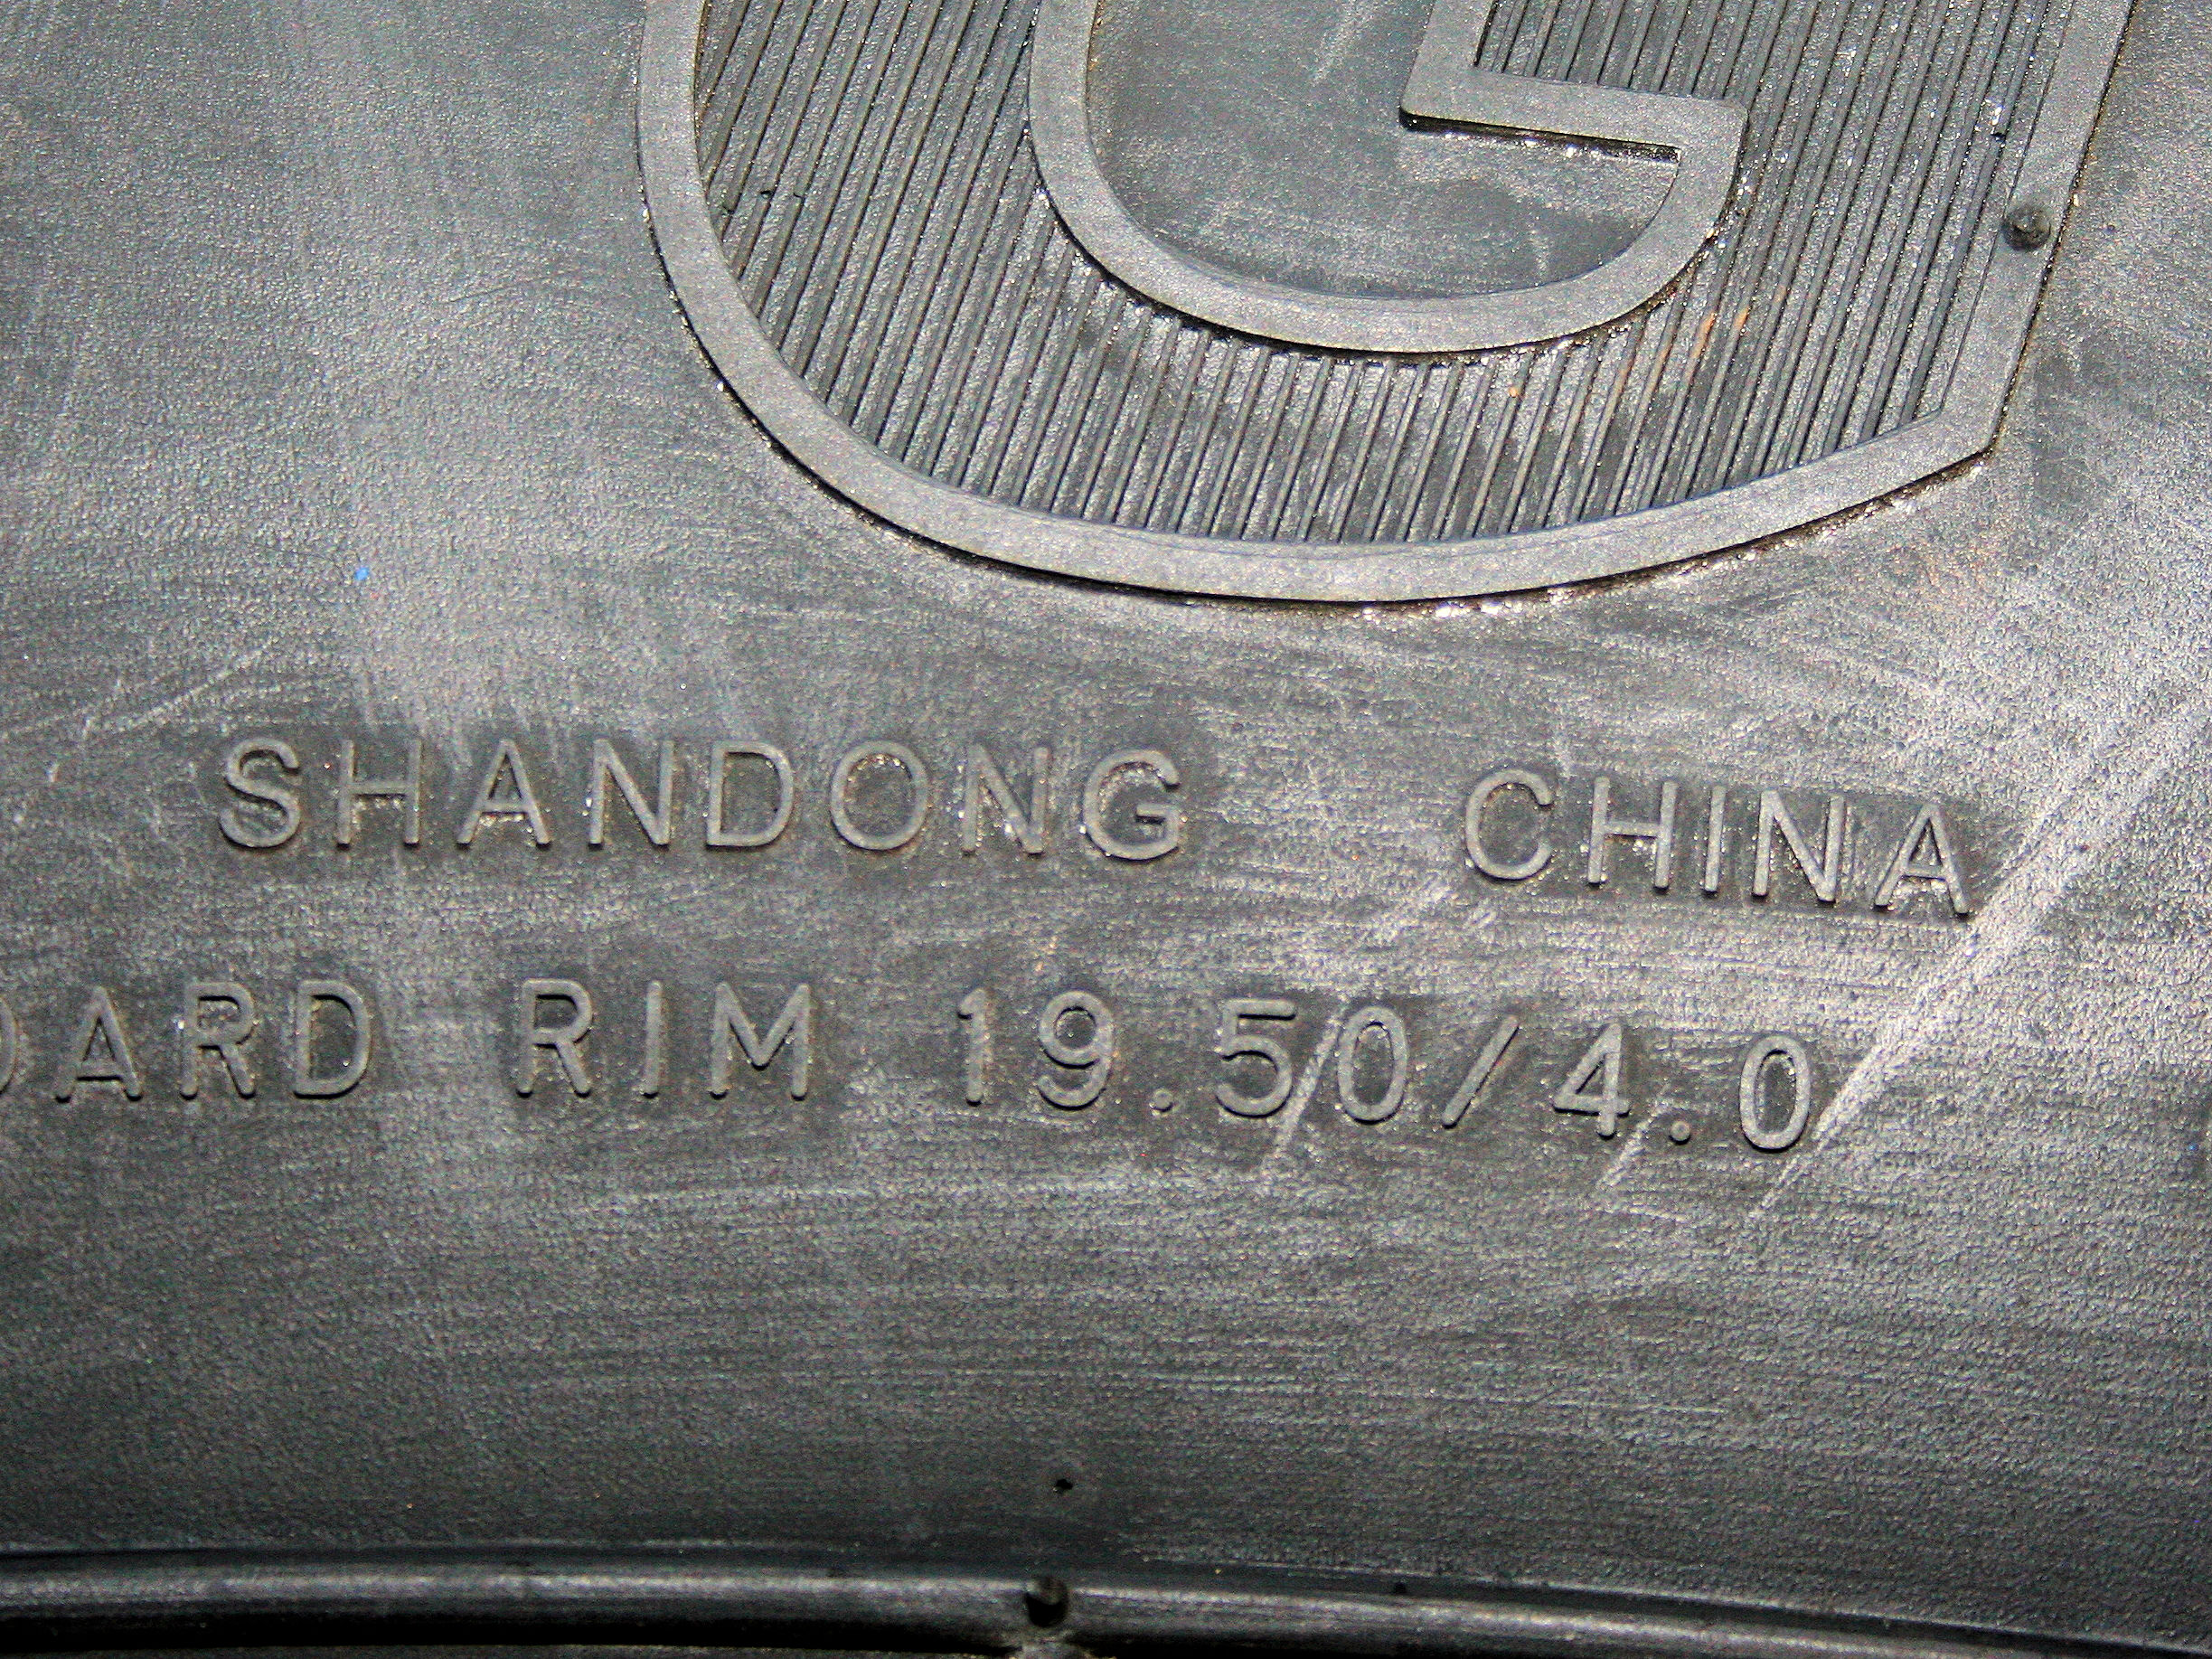 G
SHANDONG CHINA
DARD RIM 19.50/4.0